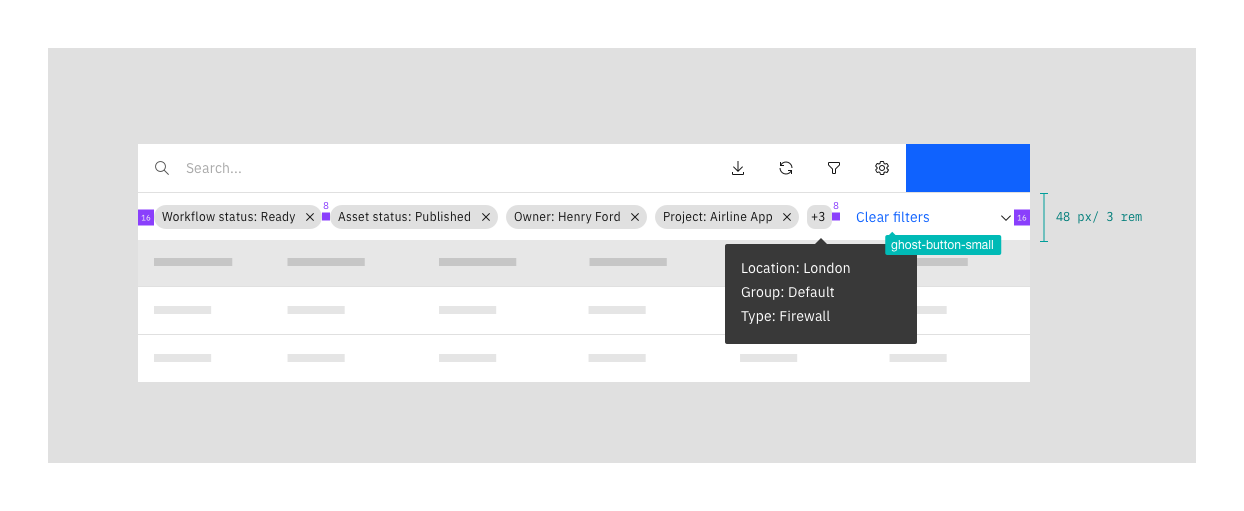 Search...
8 8
16 Workflow status: Ready Asset status: Published Owner: Henry Ford Project: Airline App +3 Clear filters 16 48 px/ 3 rem
ghost-button-small
Location: London
Group: Default
Type: Firewall